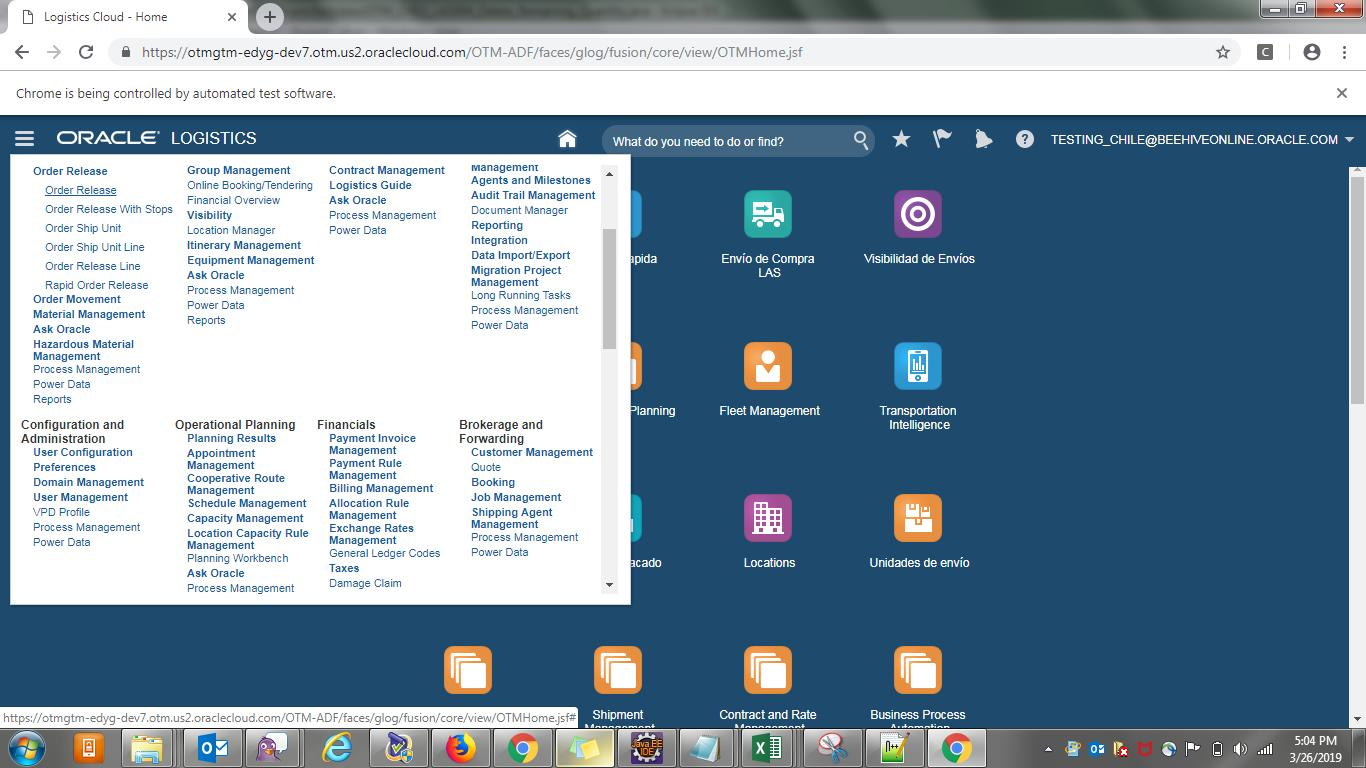 Logistics Cloud - Home
https://otmgtm-edyg-dev7.otm.us2.oraclecloud.com/OTM-ADF/faces/glog/fusion/core/view/OTMHome.jsf
Chrome is being controlled by automated test software.
ORACLE LOGISTICS
What do you need to do or find?
TESTING_CHILE@BEEHIVEONLINE.ORACLE.COM
Order Release
Order Release
Order Release With Stops
Order Ship Unit
Order Ship Unit Line
Order Release Line
Rapid Order Release
Order Movement
Material Management
Ask Oracle
Hazardous Material
Management
Process Management
Power Data
Reports
Group Management
Online Booking/Tendering
Financial Overview
Visibility
Location Manager
Itinerary Management
Equipment Management
Ask Oracle
Process Management
Power Data
Reports
Contract Management
Logistics Guide
Ask Oracle
Process Management
Power Data
Management
Agents and Milestones
Audit Trail Management
Document Manager
Reporting
Integration
Data Import/Export
Migration Project
Management
Long Running Tasks
Process Management
Power Data
Configuration and
Administration
User Configuration
Preferences
Domain Management
User Management
VPD Profile
Process Management
Power Data
Operational Planning
Planning Results
Appointment
Management
Cooperative Route
Management
Schedule Management
Capacity Management
Location Capacity Rule
Management
Planning Workbench
Ask Oracle
Process Management
Financials
Payment Invoice
Management
Payment Rule
Management
Billing Management
Allocation Rule
Management
Exchange Rates
Management
General Ledger Codes
Taxes
Damage Claim
Brokerage and
Forwarding
Customer Management
Quote
Booking
Job Management
Shipping Agent
Management
Process Management
Power Data
apida
Envío de Compra
LAS
Visibilidad de Envíos
Planning
Fleet Management
Transportation
Intelligence
acado
Locations
Unidades de envío
Shipment
Management
Contract and Rate
Management
Business Process
Automation
https://otmgtm-edyg-dev7.otm.us2.oraclecloud.com/OTM-ADF/faces/glog/fusion/core/view/OTMHome.jsf#
Java EE
IDE
5:04 PM
3/26/2019